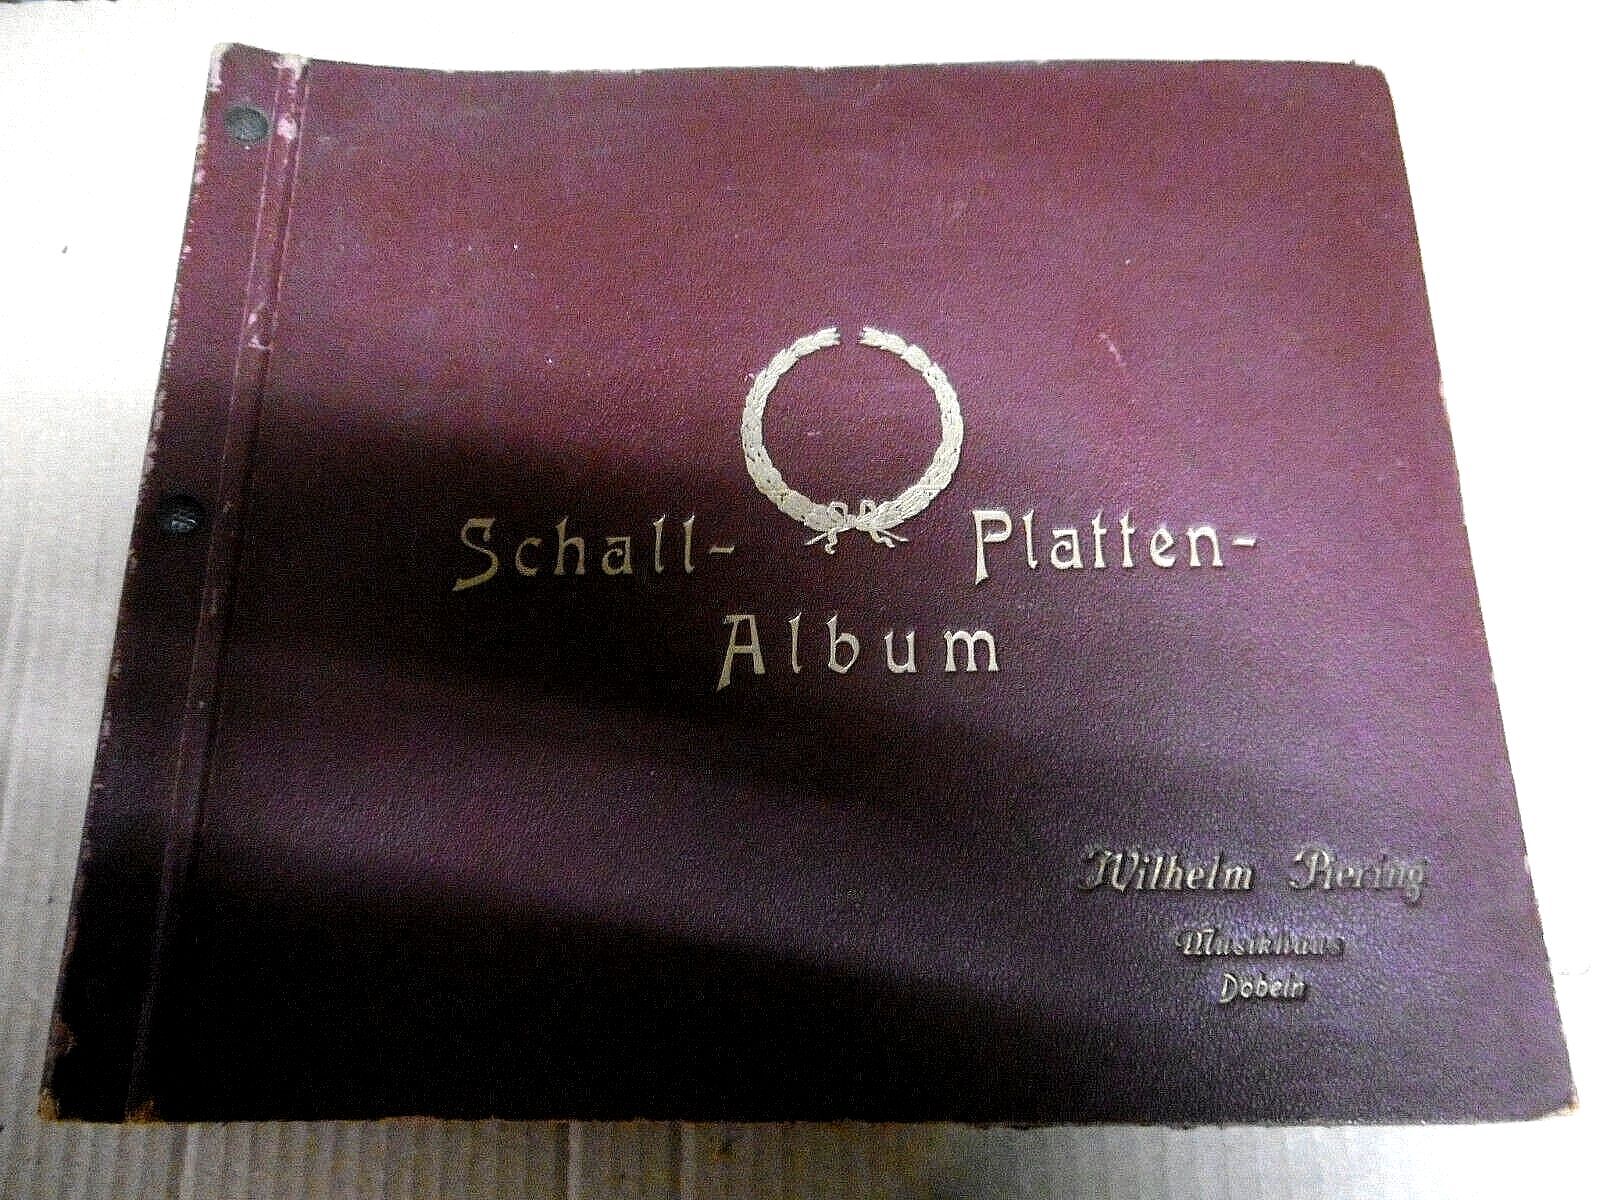 Schall- Platten-
Album
Wilhelm Piering
Musikhaus
Döbeln